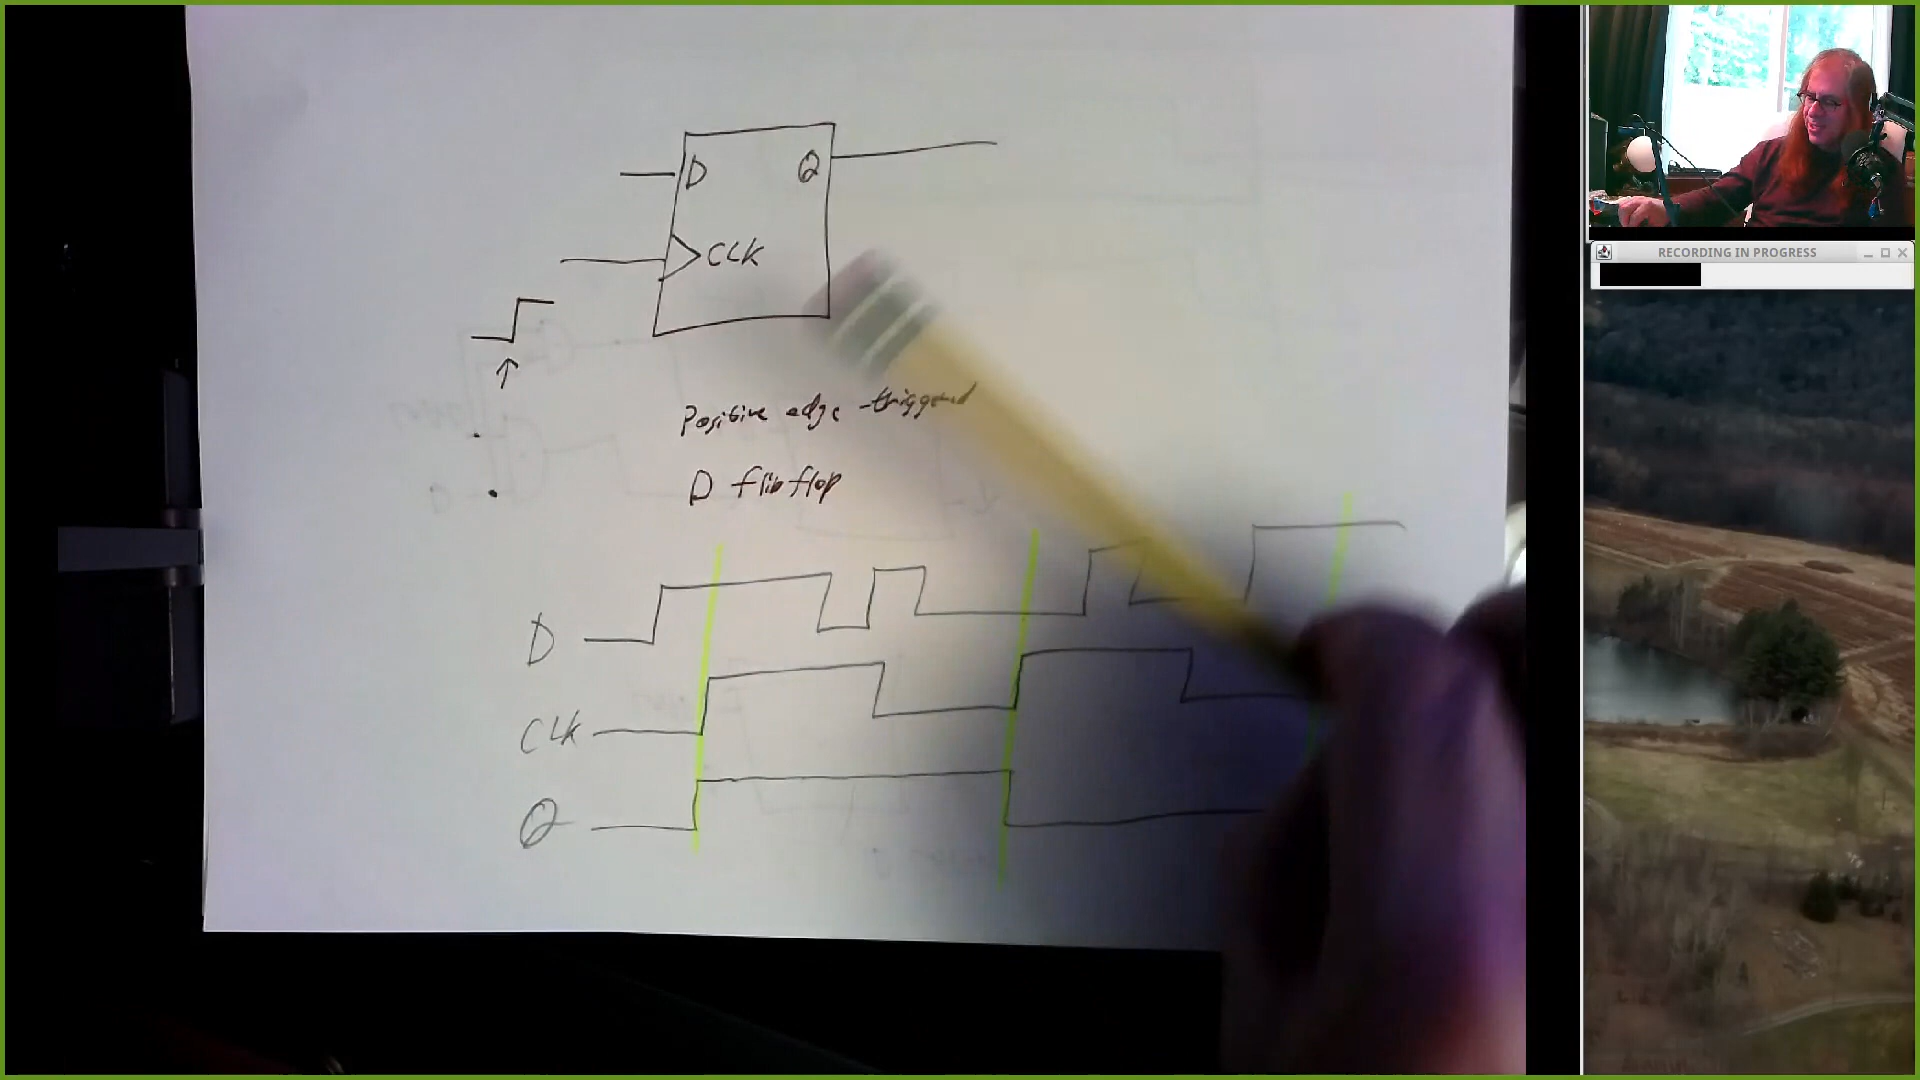 D Q
CLK
Positive edge-triggered
D flip flop
D
CLK
Q
RECORDING IN PROGRESS